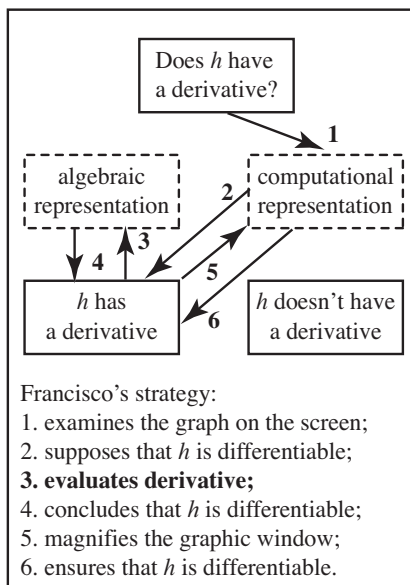 Does h have
a derivative?
1
algebraic
representation
2
computational
representation
4
3
5
6
h has
a derivative
h doesn't have
a derivative
Francisco's strategy:
1. examines the graph on the screen;
2. supposes that h is differentiable;
3. evaluates derivative;
4. concludes that h is differentiable;
5. magnifies the graphic window;
6. ensures that h is differentiable.